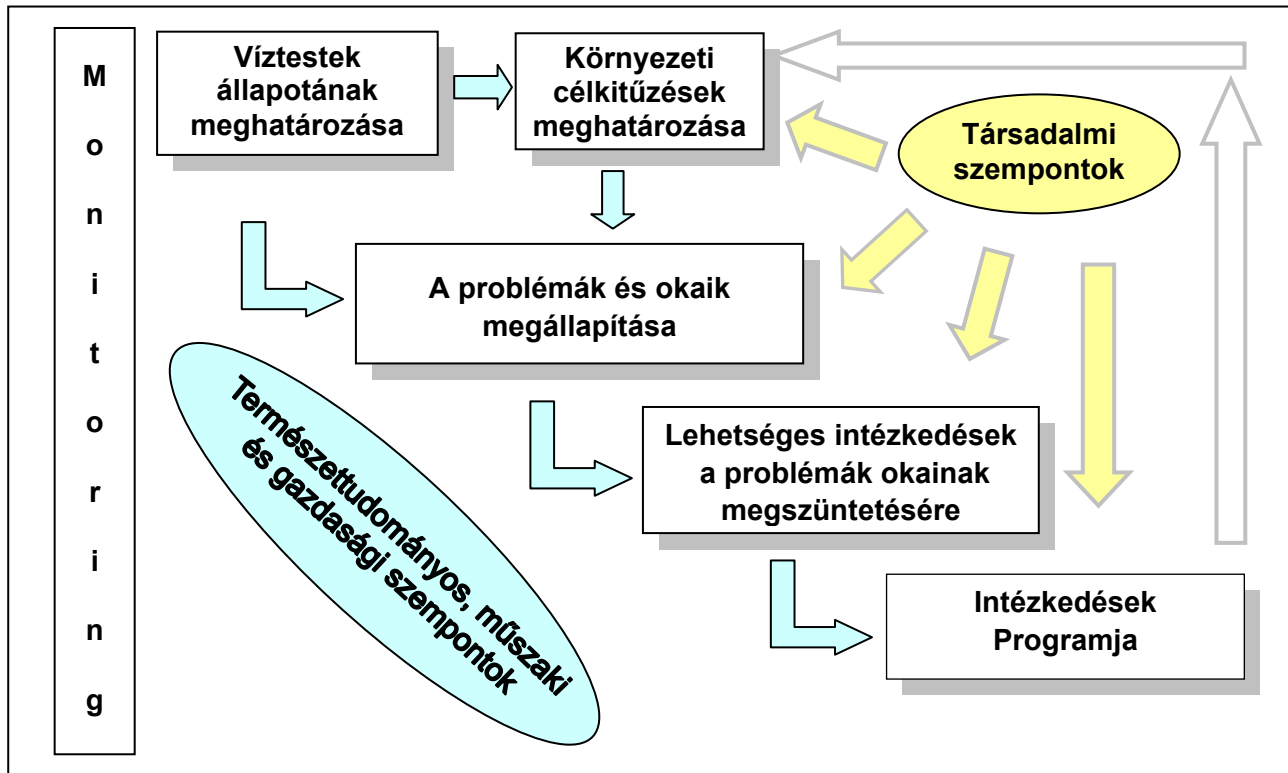 Monitoring
Víztestek
állapotának
meghatározása
Környezeti
célkitűzések
meghatározása
Társadalmi
szempontok
A problémák és okaik
megállapítása
Természettudományos, műszaki
és gazdasági szempontok
Lehetséges intézkedések
a problémák okainak
megszüntetésére
Intézkedések
Programja